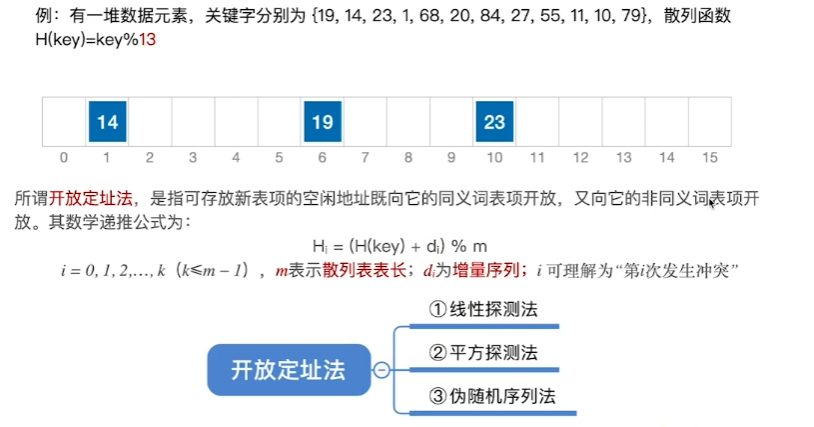 例：有一堆数据元素，关键字分别为 {19, 14, 23, 1, 68, 20, 84, 27, 55, 11, 10, 79}，散列函数
H(key)=key%13
14 19 23
0 1 2 3 4 5 6 7 8 9 10 11 12 13 14 15
所谓开放定址法，是指可存放新表项的空闲地址既向它的同义词表项开放，又向它的非同义词表项开
放。其数学递推公式为：
Hᵢ = (H(key) + dᵢ) % m
i = 0, 1, 2,…, k（k≤m − 1），m表示散列表表长；dᵢ为增量序列；i 可理解为“第i次发生冲突”
①线性探测法
开放定址法
②平方探测法
③伪随机序列法